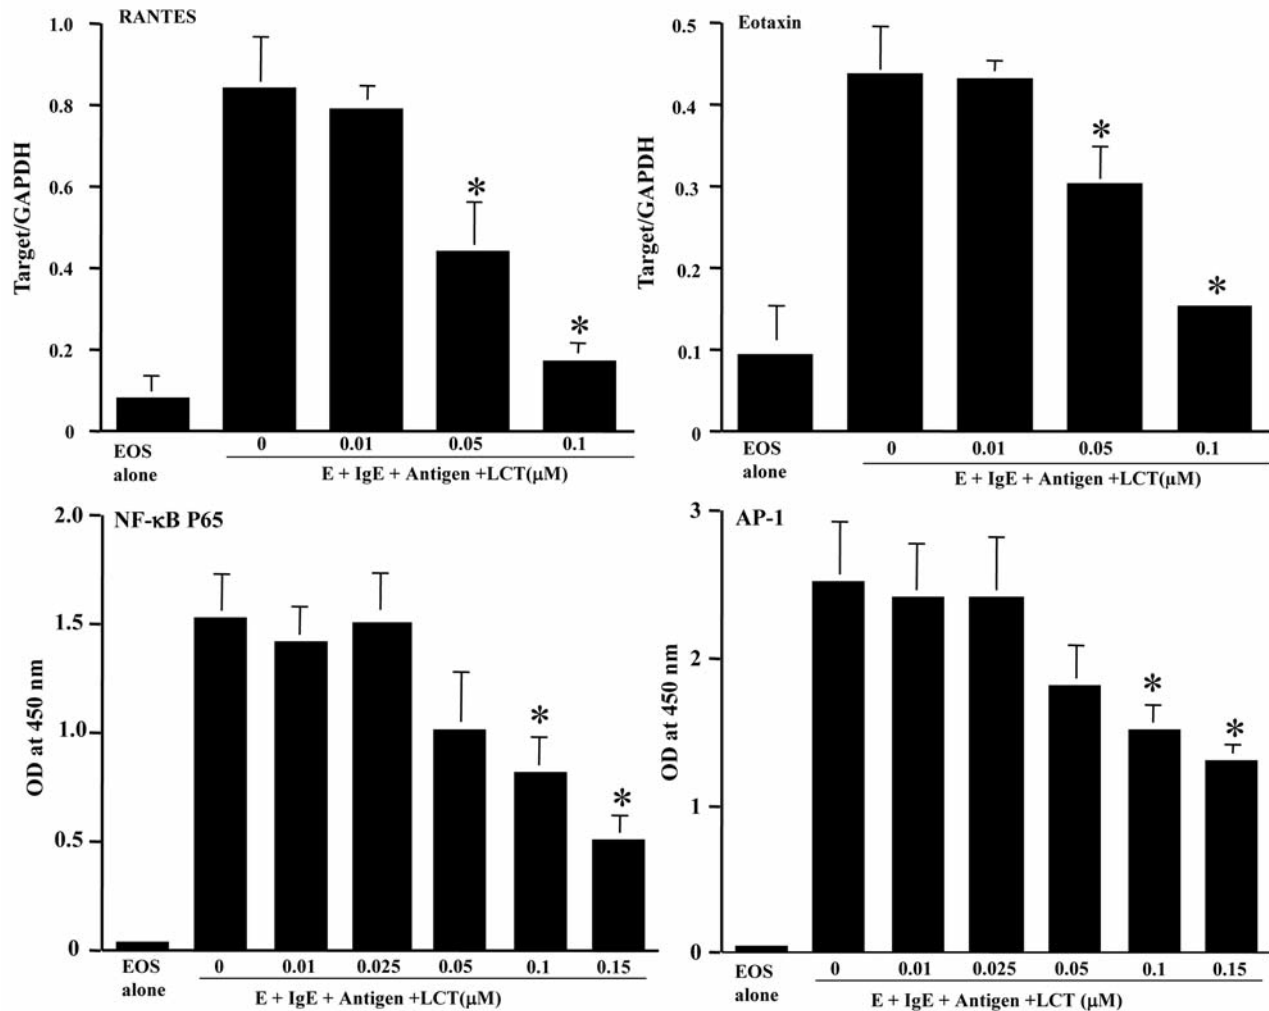 RANTES
Target/GAPDH
1.0
0.8
0.6
0.4
0.2
0
*
*
EOS
alone
0 0.01 0.05 0.1
E + IgE + Antigen +LCT(μM)
Eotaxin
Target/GAPDH
0.5
0.4
0.3
0.2
0.1
0
*
*
EOS
alone
0 0.01 0.05 0.1
E + IgE + Antigen +LCT(μM)
NF-κB P65
OD at 450 nm
2.0
1.5
1.0
0.5
0
*
*
EOS
alone
0 0.01 0.025 0.05 0.1 0.15
E + IgE + Antigen +LCT(μM)
AP-1
OD at 450 nm
3
2
1
0
*
*
EOS
alone
0 0.01 0.025 0.05 0.1 0.15
E + IgE + Antigen +LCT (μM)